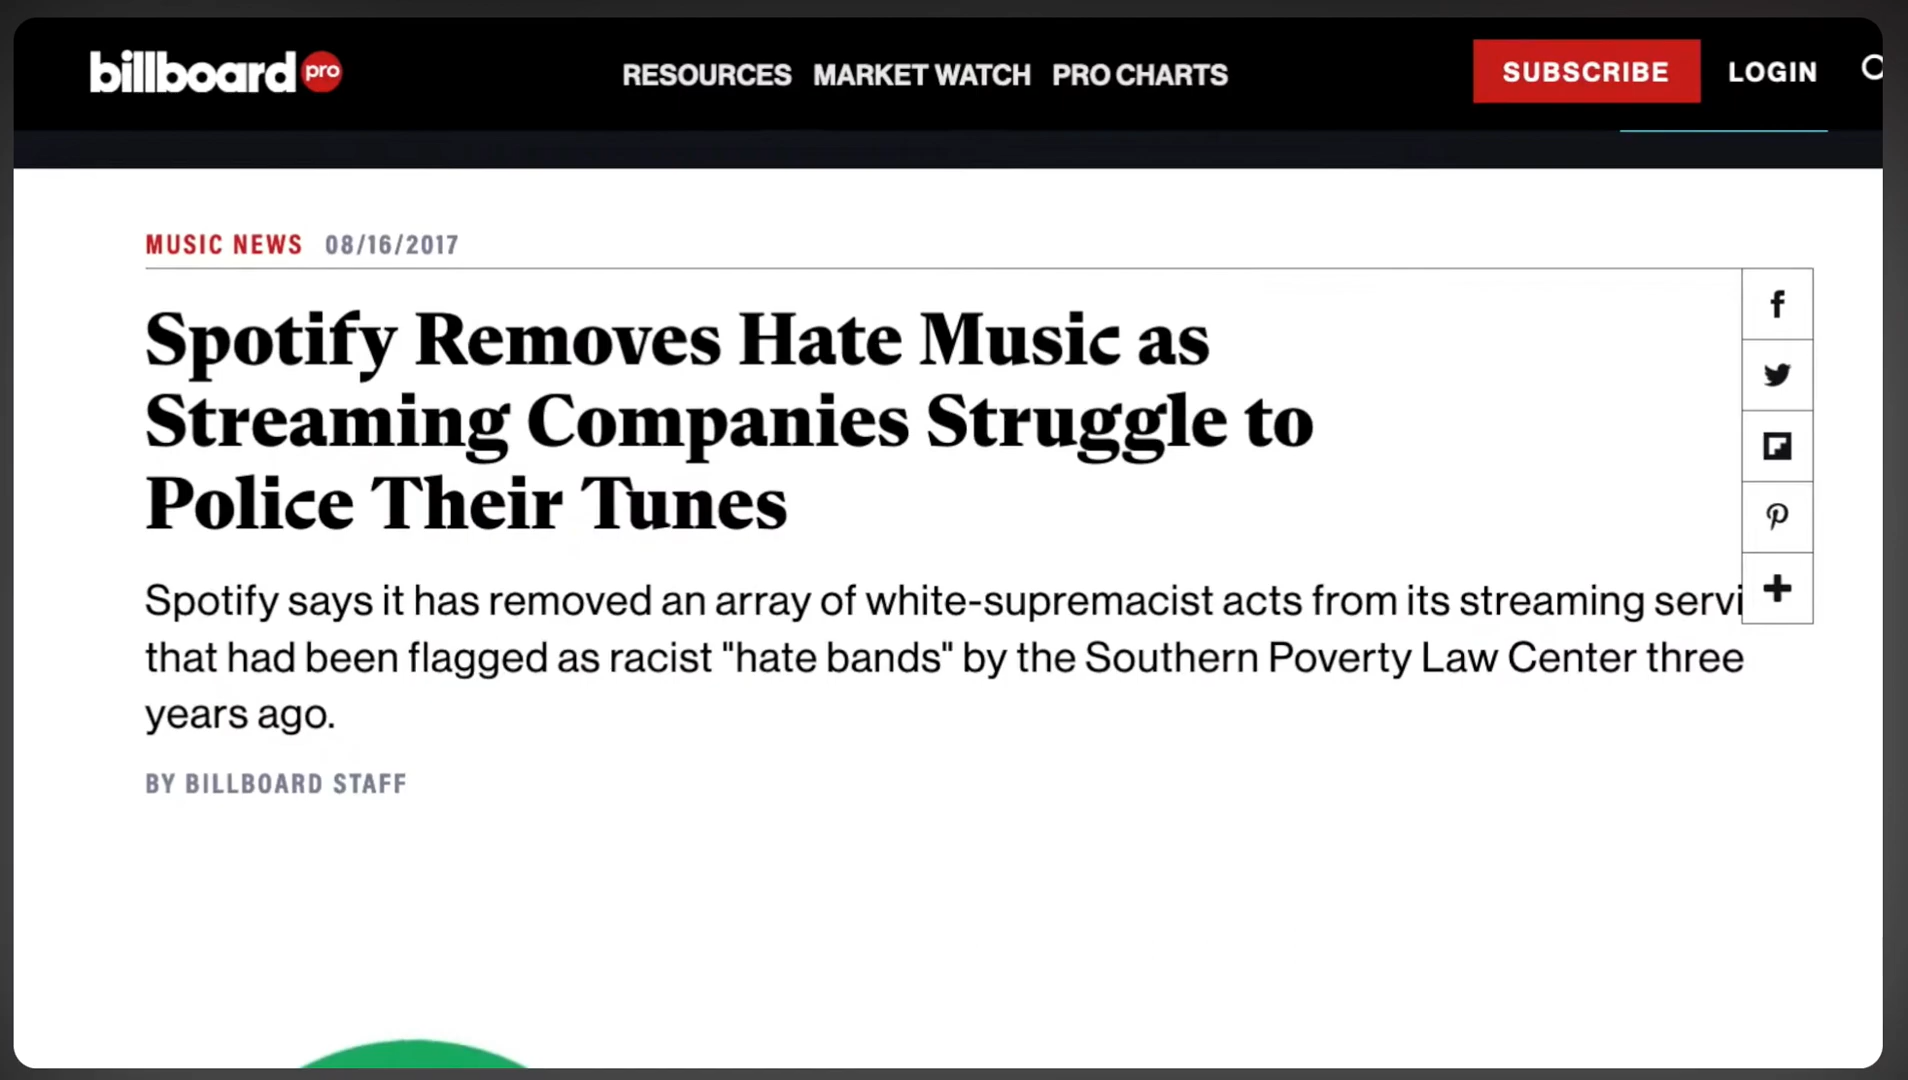 billboard pro
RESOURCES MARKET WATCH PRO CHARTS
SUBSCRIBE LOGIN
MUSIC NEWS 08/16/2017
Spotify Removes Hate Music as
Streaming Companies Struggle to
Police Their Tunes
Spotify says it has removed an array of white-supremacist acts from its streaming servi
that had been flagged as racist "hate bands" by the Southern Poverty Law Center three
years ago.
BY BILLBOARD STAFF